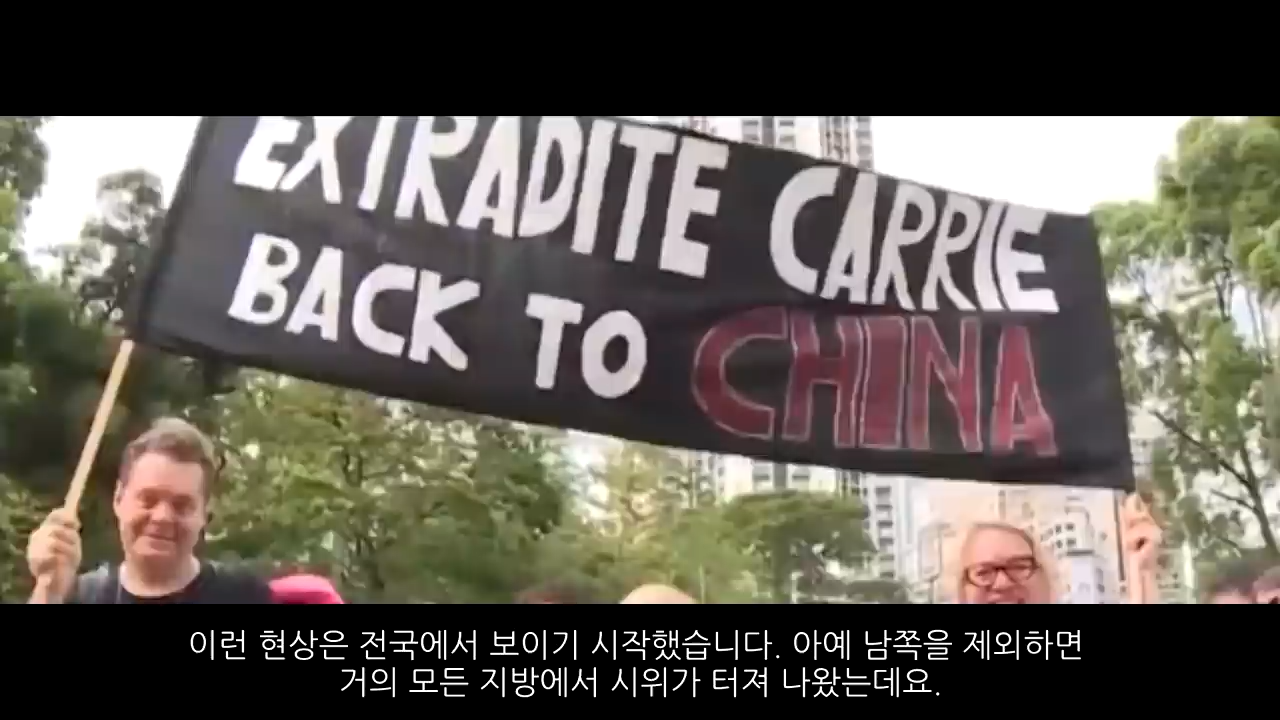 EXTRADITE CARRIE
BACK TO CHINA
이런 현상은 전국에서 보이기 시작했습니다. 아예 남쪽을 제외하면
거의 모든 지방에서 시위가 터져 나왔는데요.